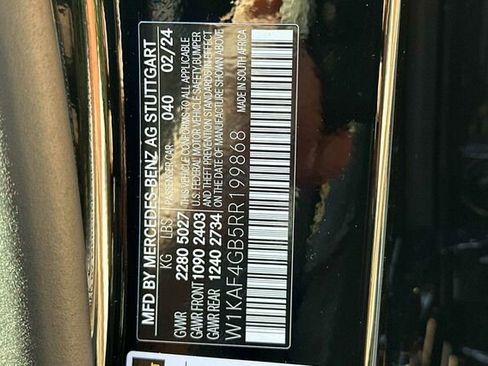 MFD BY MERCEDES-BENZ AG STUTTGART
KG LBS PASSENGER CAR 040 02/24
GVWR 2280 5027 THIS VEHICLE CONFORMS TO ALL APPLICABLE
GAWR FRONT 1090 2403 U.S. FEDERAL MOTOR VEHICLE SAFETY, BUMPER
GAWR REAR 1240 2734 AND THEFT PREVENTION STANDARDS IN EFFECT
ON THE DATE OF MANUFACTURE SHOWN ABOVE
W1KAF4GB5RR199868 MADE IN SOUTH AFRICA